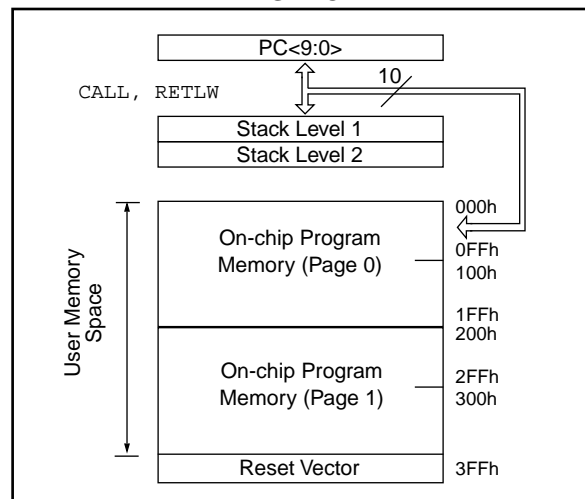 PC<9:0>
10
CALL, RETLW
Stack Level 1
Stack Level 2
User Memory
Space
000h
On-chip Program
Memory (Page 0)
0FFh
100h
1FFh
200h
On-chip Program
Memory (Page 1)
2FFh
300h
Reset Vector
3FFh